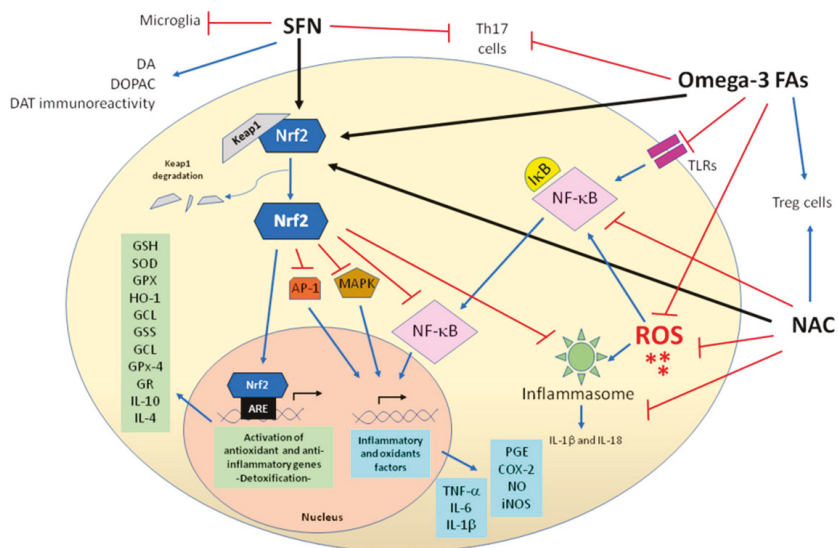 Microglia
SFN
Th17
cells
DA
DOPAC
DAT immunoreactivity
Omega-3 FAs
Keap1
Nrf2
Keap1
degradation
IκB
NF-κB
TLRs
Treg cells
Nrf2
GSH
SOD
GPX
HO-1
GCL
GSS
GCL
GPx-4
GR
IL-10
IL-4
AP-1
MAPK
NF-κB
ROS
***
NAC
Inflammasome
IL-1β and IL-18
Nrf2
ARE
Activation of
antioxidant and anti-
inflammatory genes
-Detoxification-
Inflammatory
and oxidants
factors
Nucleus
TNF-α
IL-6
IL-1β
PGE
COX-2
NO
iNOS